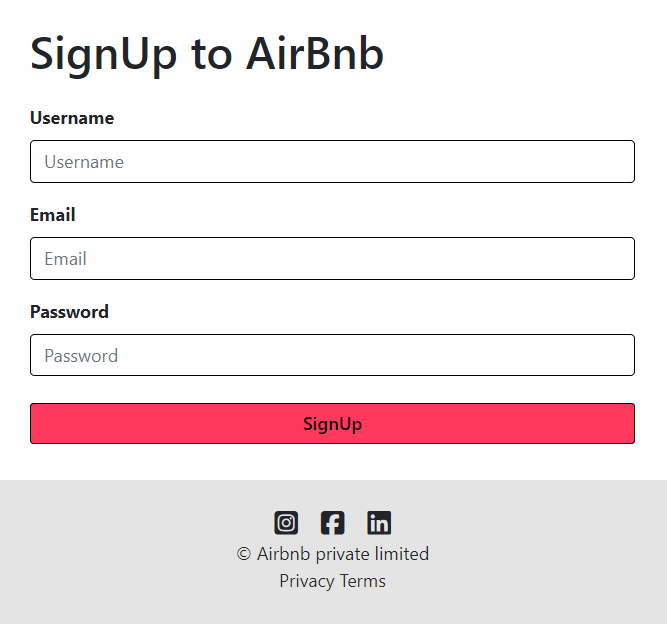 SignUp to AirBnb
Username
Username
Email
Email
Password
Password
SignUp
© Airbnb private limited
Privacy Terms